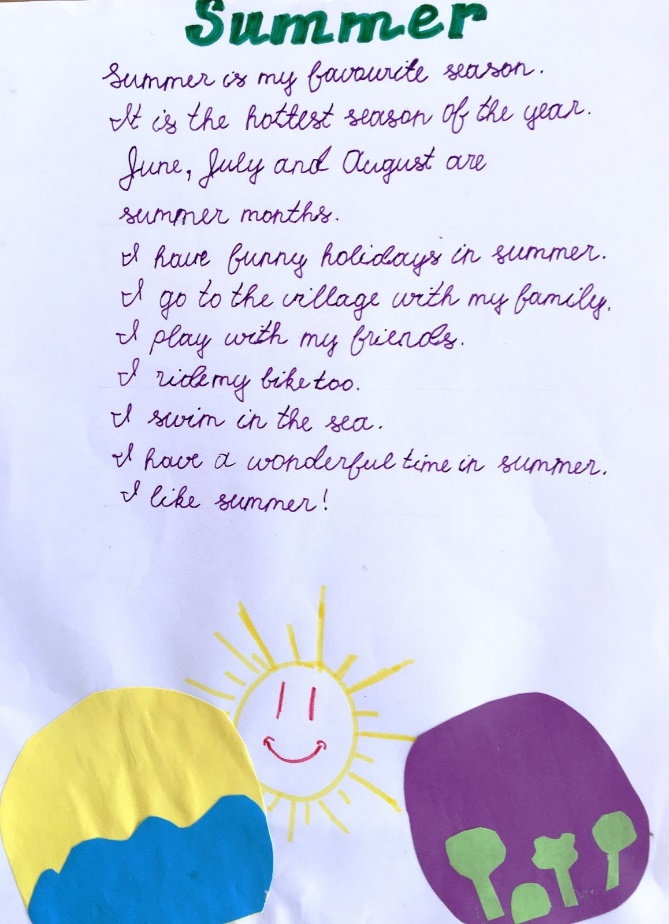 Summer
Summer is my favourite season.
It is the hottest season of the year.
June, July and August are
summer months.
I have funny holidays in summer.
I go to the village with my family.
I play with my friends.
I ride my bike too.
I swim in the sea.
I have a wonderful time in summer.
I like summer!